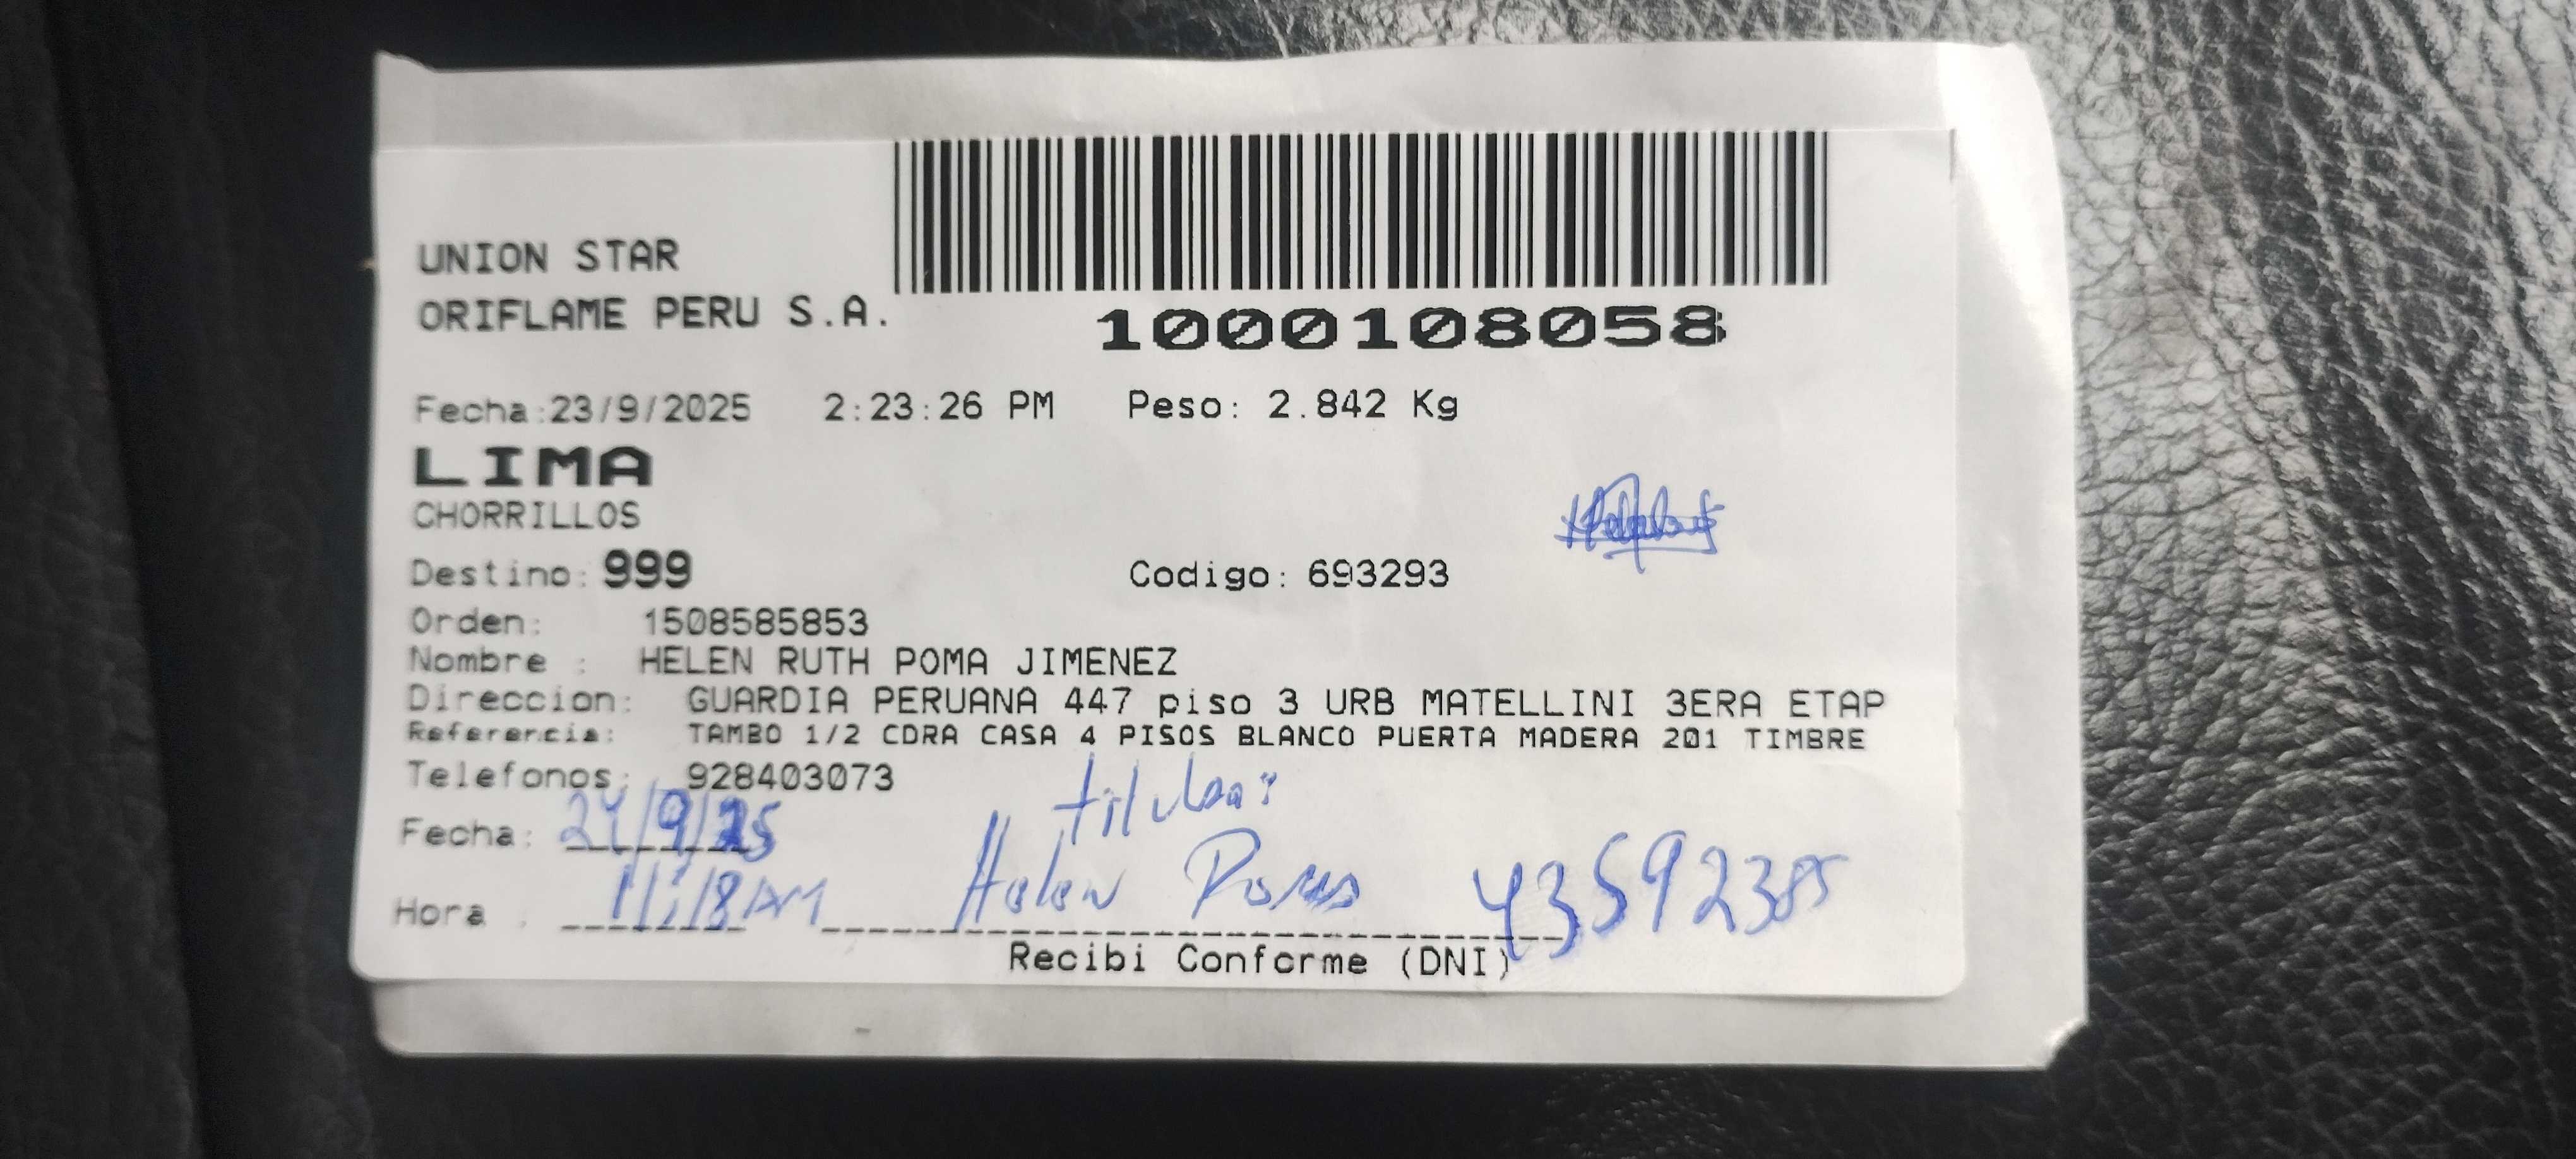 UNION STAR
ORIFLAME PERU S.A.
1000108058
Fecha:23/9/2025 2:23:26 PM Peso: 2.842 Kg
LIMA
CHORRILLOS
Destino: 999 Codigo: 693293
Orden: 1508585853
Nombre : HELEN RUTH POMA JIMENEZ
Direccion: GUARDIA PERUANA 447 piso 3 URB MATELLINI 3ERA ETAP
Referencia: TAMBO 1/2 CDRA CASA 4 PISOS BLANCO PUERTA MADERA 201 TIMBRE
Telefonos: 928403073
titular:
Fecha: 24/9/25
Hora : 11:18 AM Helen Poma 43592385
Recibi Conforme (DNI)